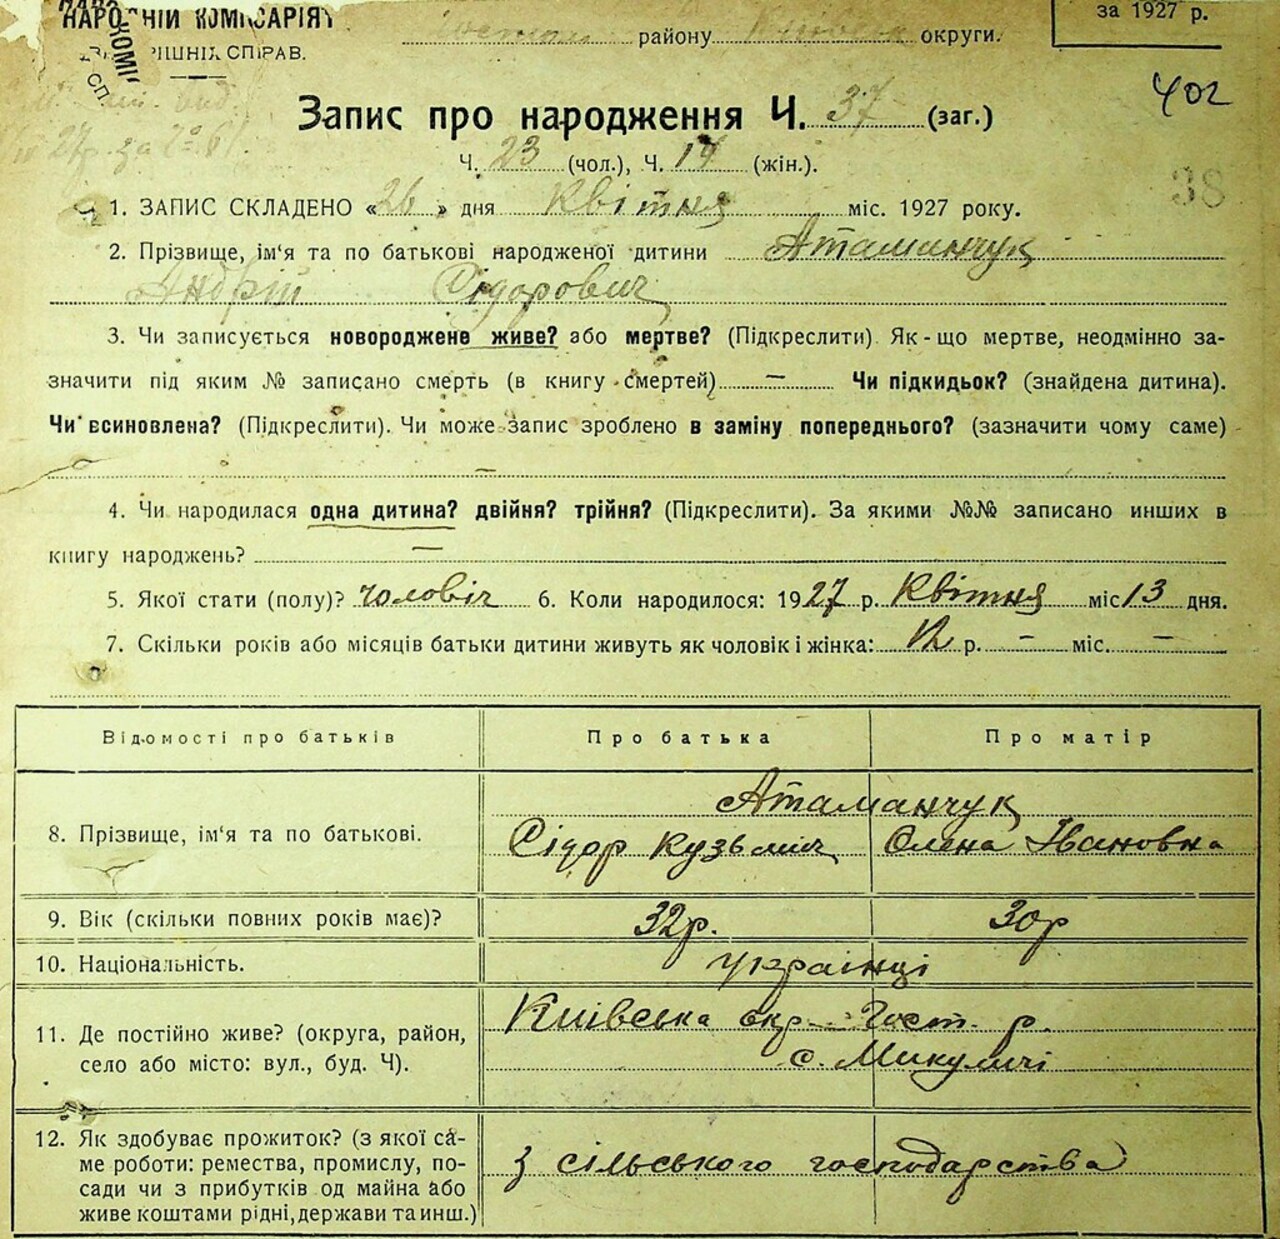 НАРОДНІЙ КОМІСАРІЯТ
ВНУТРІШНІХ СПРАВ.
району округи.
за 1927 р.
402
Запис про народження Ч. 37 (заг.)
Ч. 23 (чол.), Ч. 14 (жін.).
38
1. ЗАПИС СКЛАДЕНО «26» дня Квітня міс. 1927 року.
2. Прізвище, ім'я та по батькові народженої дитини Атаманчук
Андрій Сідорович
3. Чи записується новороджене живе? або мертве? (Підкреслити). Як-що мертве, неодмінно за-
значити під яким № записано смерть (в книгу смертей) — Чи підкидьок? (знайдена дитина).
Чи всиновлена? (Підкреслити). Чи може запис зроблено в заміну попереднього? (зазначити чому саме)
—
4. Чи народилася одна дитина? двійня? трійня? (Підкреслити). За якими №№ записано инших в
книгу народжень? —
5. Якої стати (полу)? чоловіч 6. Коли народилося: 1927 р. Квітня міс 13 дня.
7. Скільки років або місяців батьки дитини живуть як чоловік і жінка: 12 р. — міс. —
Відомості про батьків Про батька Про матір
Атаманчук
8. Прізвище, ім'я та по батькові. Сідор Кузьмич Олена Івановна
9. Вік (скільки повних років має)? 32р. 30р
10. Національність. українці
11. Де постійно живе? (округа, район, Київська окр. Гост. р.
село або місто: вул., буд. Ч). с. Микуличі
12. Як здобуває прожиток? (з якої са-
ме роботи: ремества, промислу, по- з сільського господарства
сади чи з прибутків од майна або
живе коштами рідні, держави та инш.)